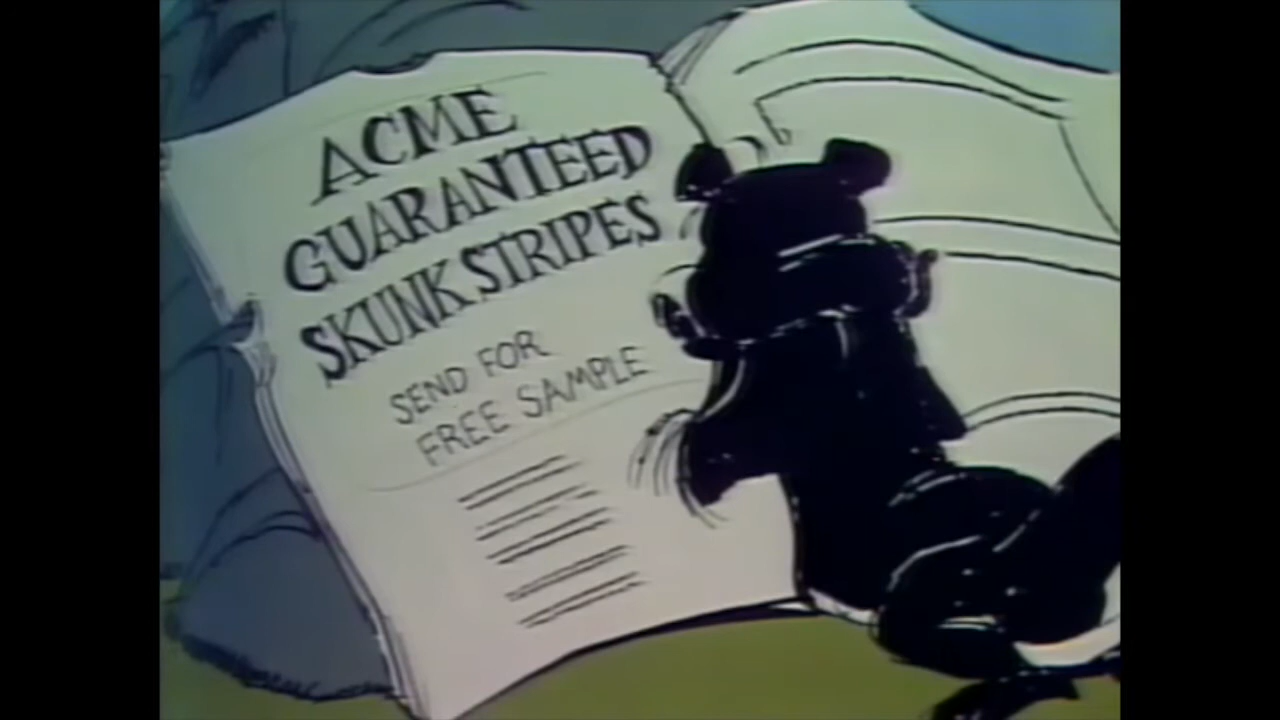 ACME
GUARANTEED
SKUNK STRIPES
SEND FOR
FREE SAMPLE